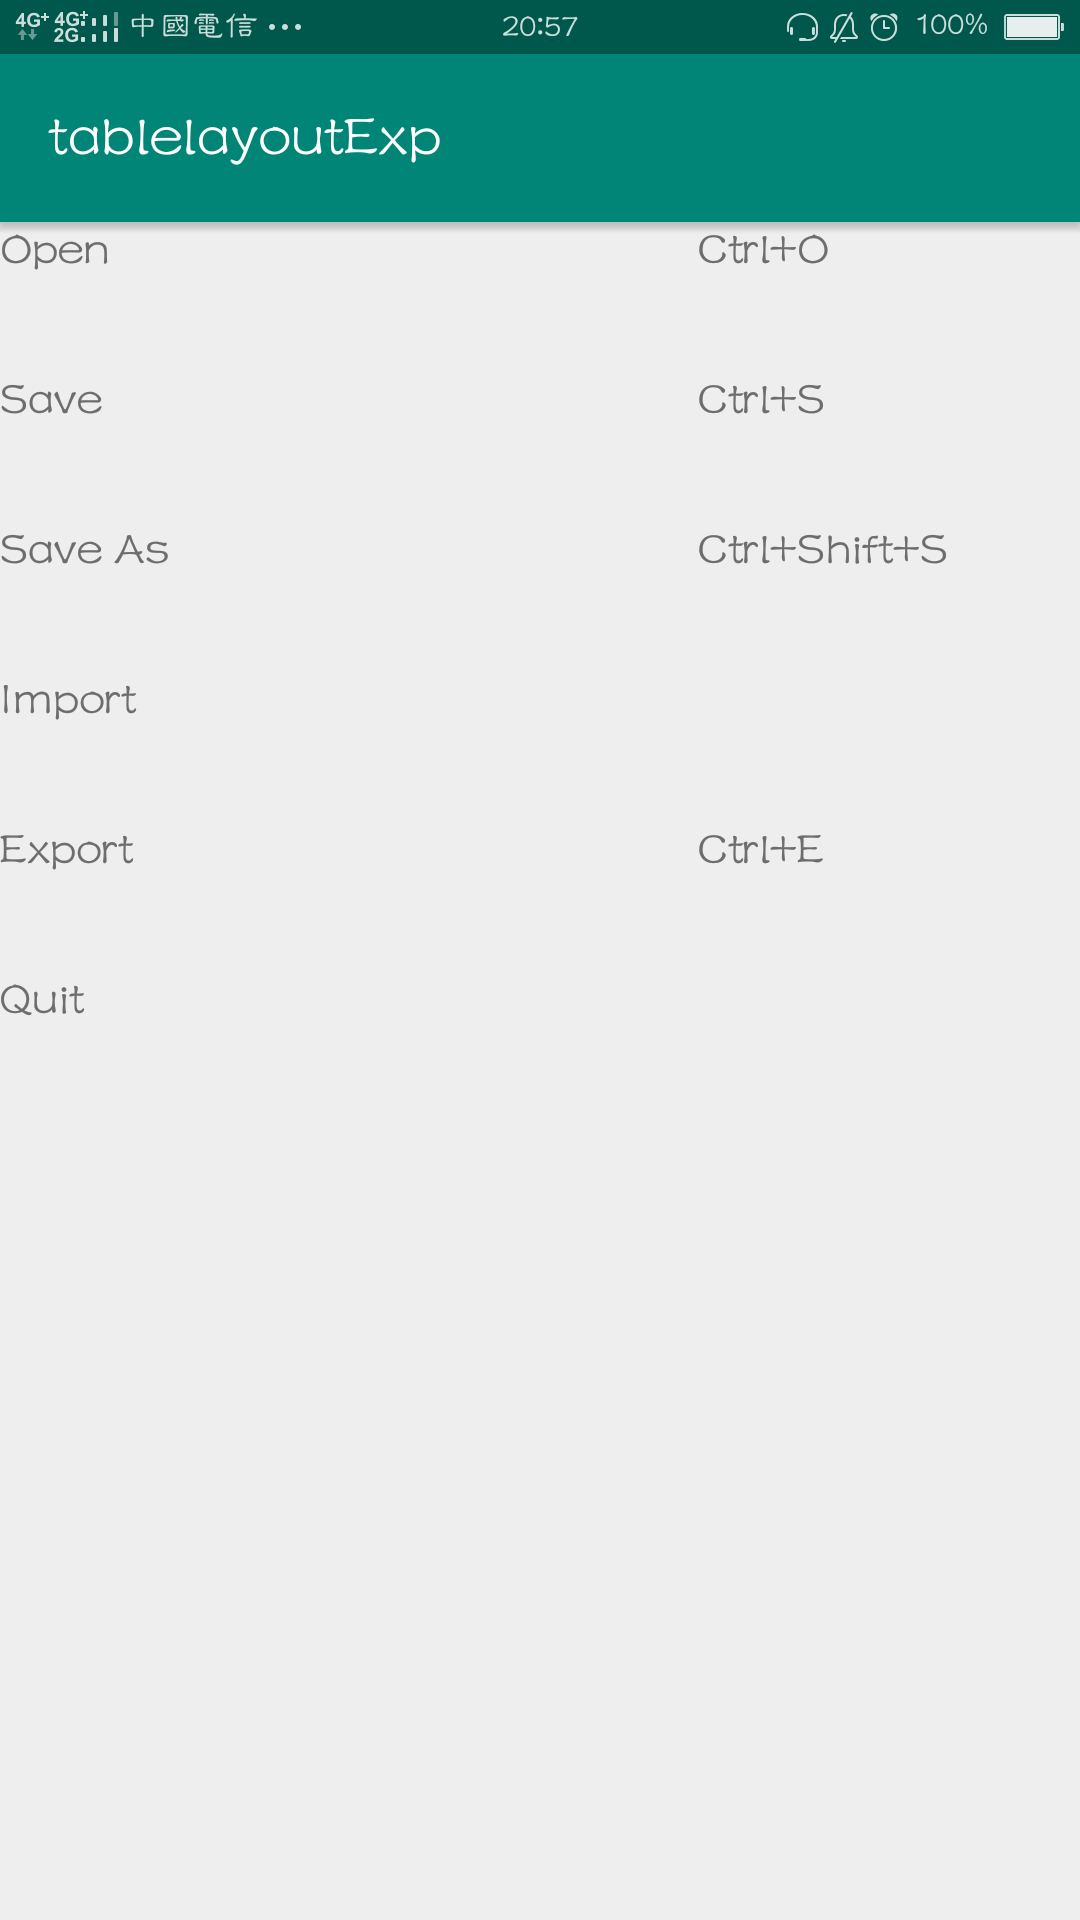 4G+ 4G+ 2G 中國電信 ... 20:57 100%
tablelayoutExp
Open Ctrl+O
Save Ctrl+S
Save As Ctrl+Shift+S
Import
Export Ctrl+E
Quit